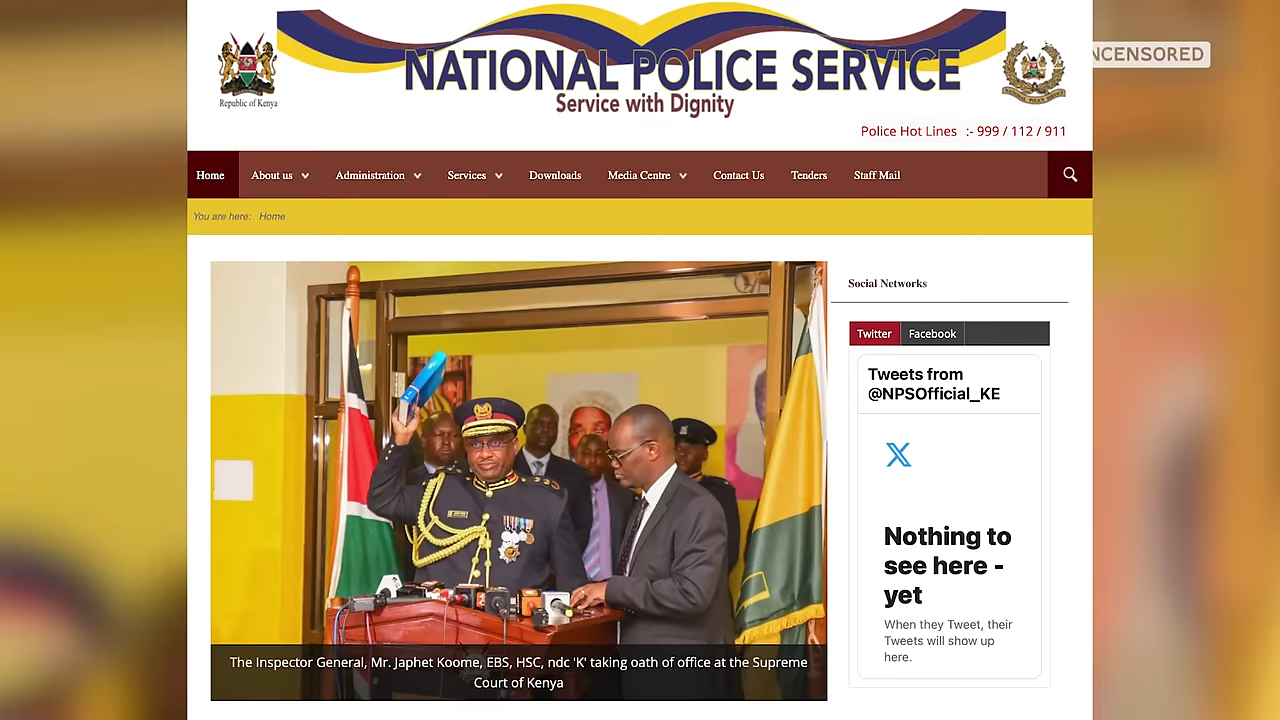 NATIONAL POLICE SERVICE
Service with Dignity
Republic of Kenya
NCENSORED
Police Hot Lines :- 999 / 112 / 911
Home About us Administration Services Downloads Media Centre Contact Us Tenders Staff Mail
You are here: Home
Social Networks
Twitter Facebook
Tweets from
@NPSOfficial_KE
Nothing to
see here -
yet
When they Tweet, their
Tweets will show up
here.
The Inspector General, Mr. Japhet Koome, EBS, HSC, ndc 'K' taking oath of office at the Supreme
Court of Kenya